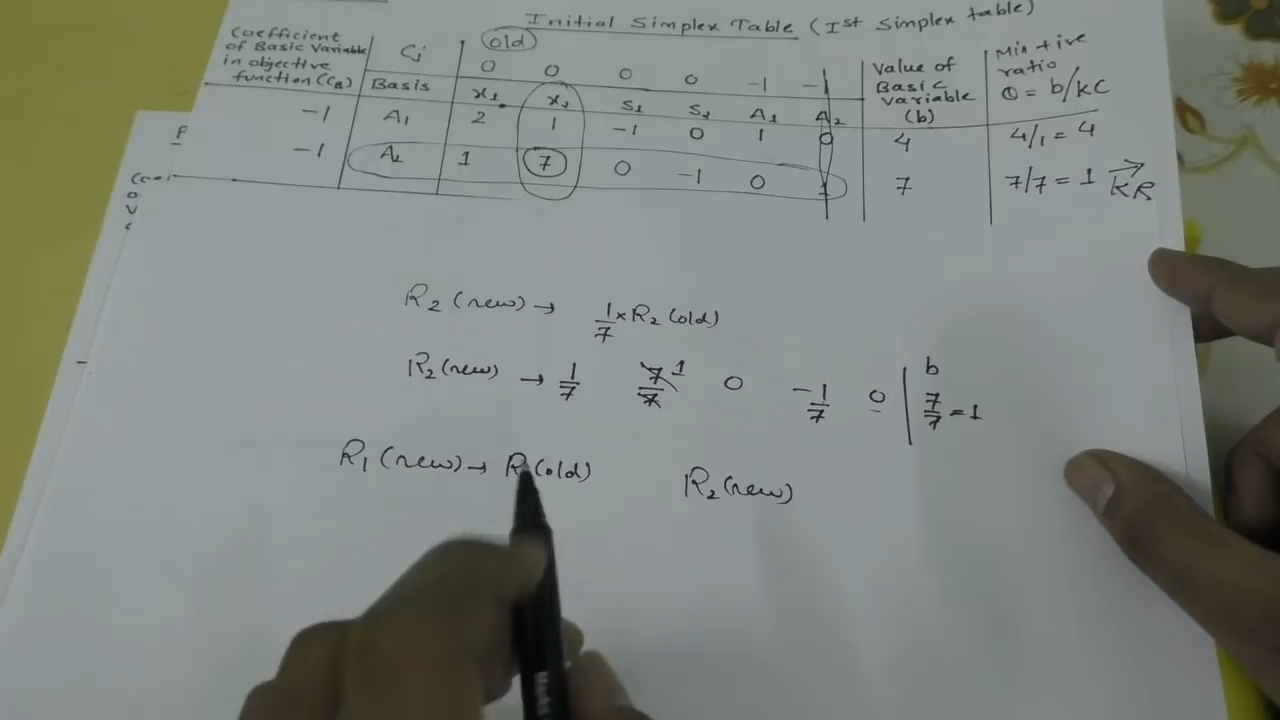 Initial Simplex Table (Ist Simplex table)
Coefficient of Basic Variable in objective function (CB) Cj old Value of Basic Variable (b) Min +ive ratio θ = b/KC
0 0 0 0 -1 -1
Basis x1 x2 S1 S2 A1 A2
-1 A1 2 1 -1 0 1 0 4 4/1 = 4
-1 A2 1 7 0 -1 0 1 7 7/7 = 1 KR
R2 (new) → 1/7 × R2 (old)
b
R2 (new) → 1/7 7/7 1 0 -1/7 0 7/7 = 1
R1 (new) → R (old) R2 (new)